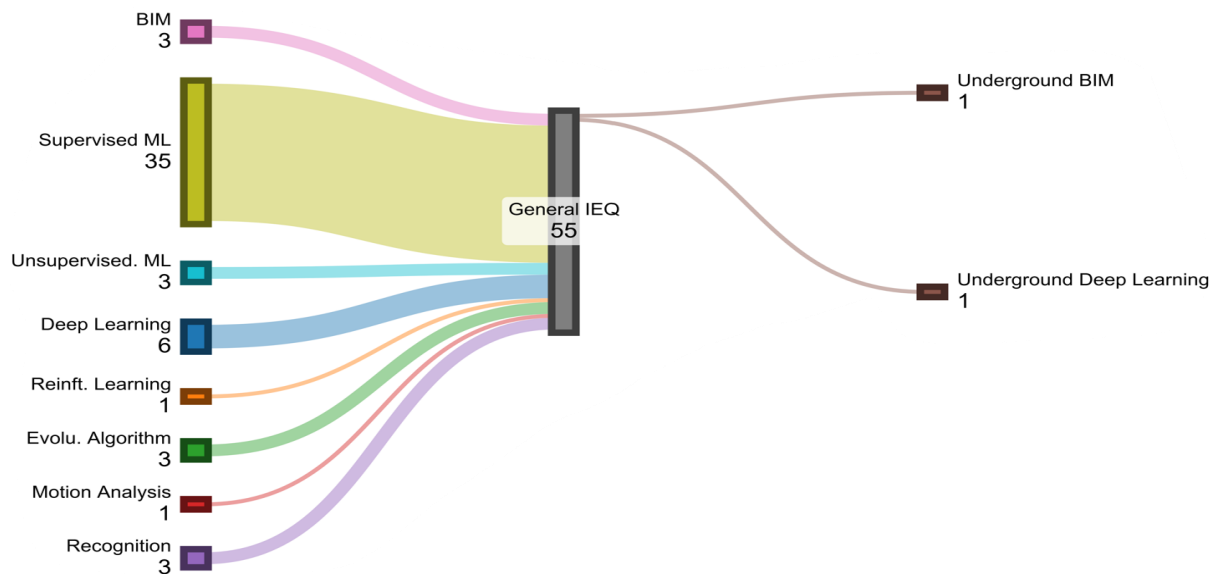 BIM
3
Supervised ML
35
Unsupervised. ML
3
Deep Learning
6
Reinft. Learning
1
Evolu. Algorithm
3
Motion Analysis
1
Recognition
3
General IEQ
55
Underground BIM
1
Underground Deep Learning
1